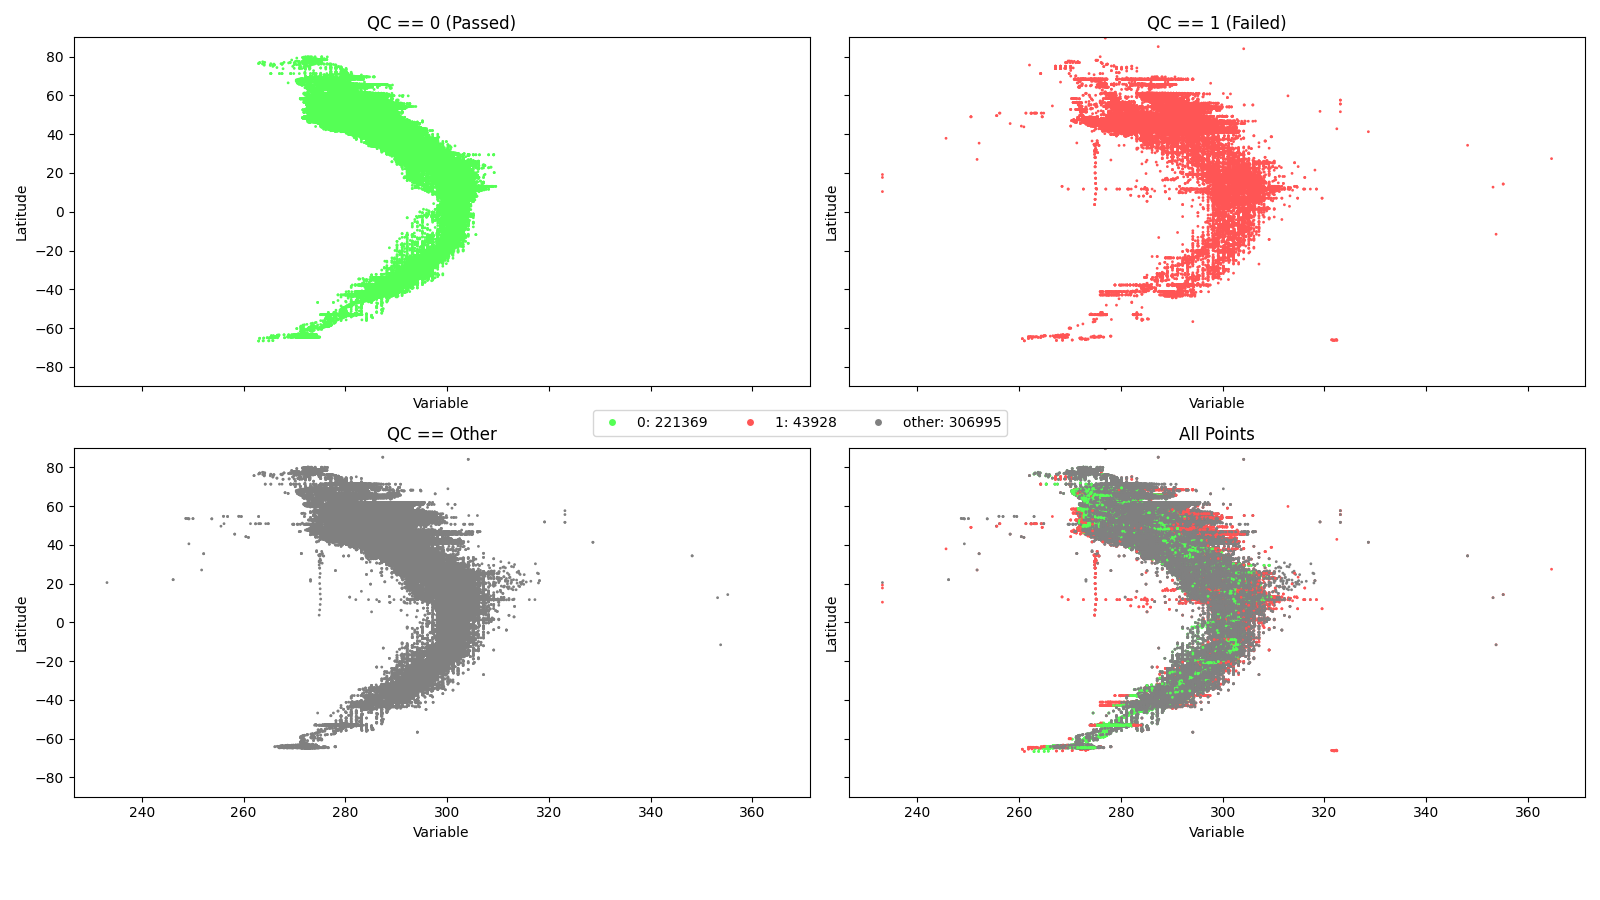 QC == 0 (Passed)
QC == 1 (Failed)
80
60
40
20
0
−20
−40
−60
−80
Latitude
Latitude
Variable
Variable
0: 221369
1: 43928
other: 306995
QC == Other
All Points
80
60
40
20
0
−20
−40
−60
−80
Latitude
Latitude
240
260
280
300
320
340
360
240
260
280
300
320
340
360
Variable
Variable